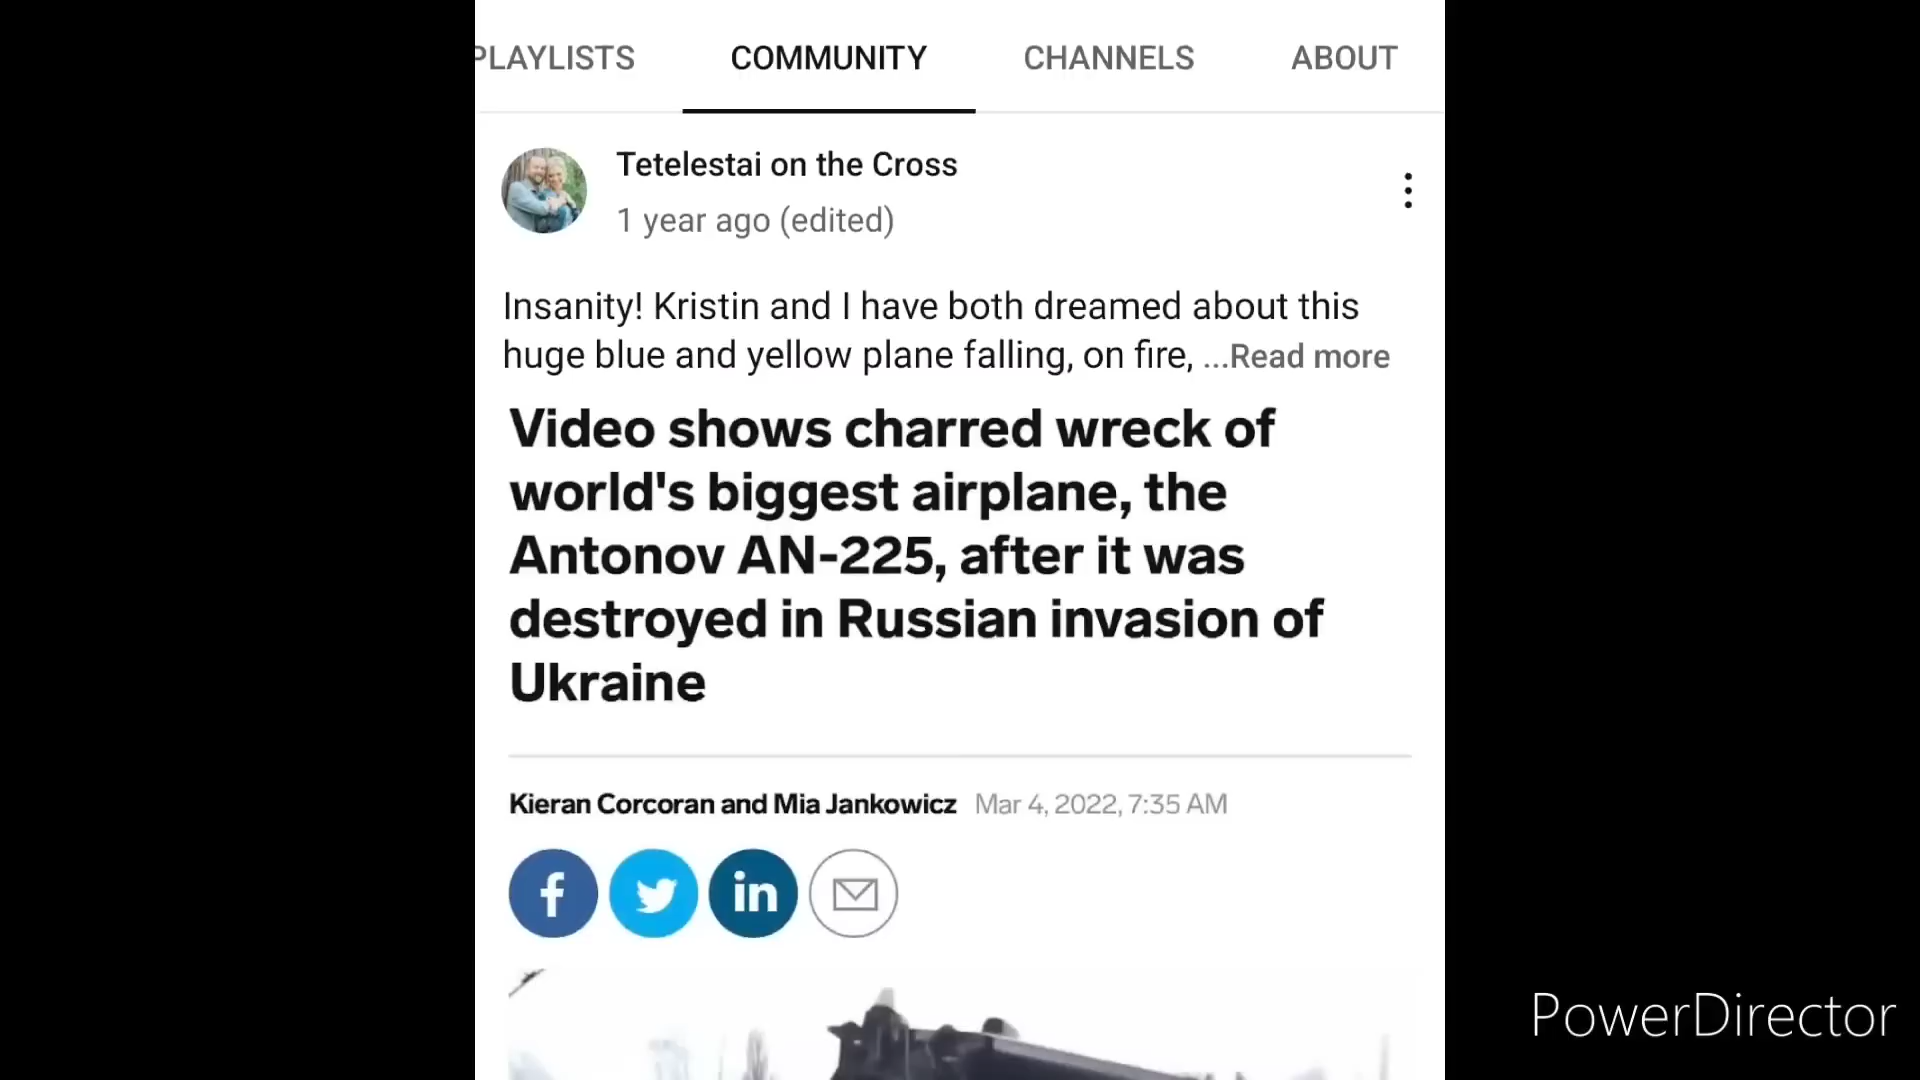 PLAYLISTS COMMUNITY CHANNELS ABOUT
Tetelestai on the Cross
1 year ago (edited)
Insanity! Kristin and I have both dreamed about this
huge blue and yellow plane falling, on fire, ...Read more
Video shows charred wreck of
world's biggest airplane, the
Antonov AN-225, after it was
destroyed in Russian invasion of
Ukraine
Kieran Corcoran and Mia Jankowicz Mar 4, 2022, 7:35 AM
f in
PowerDirector